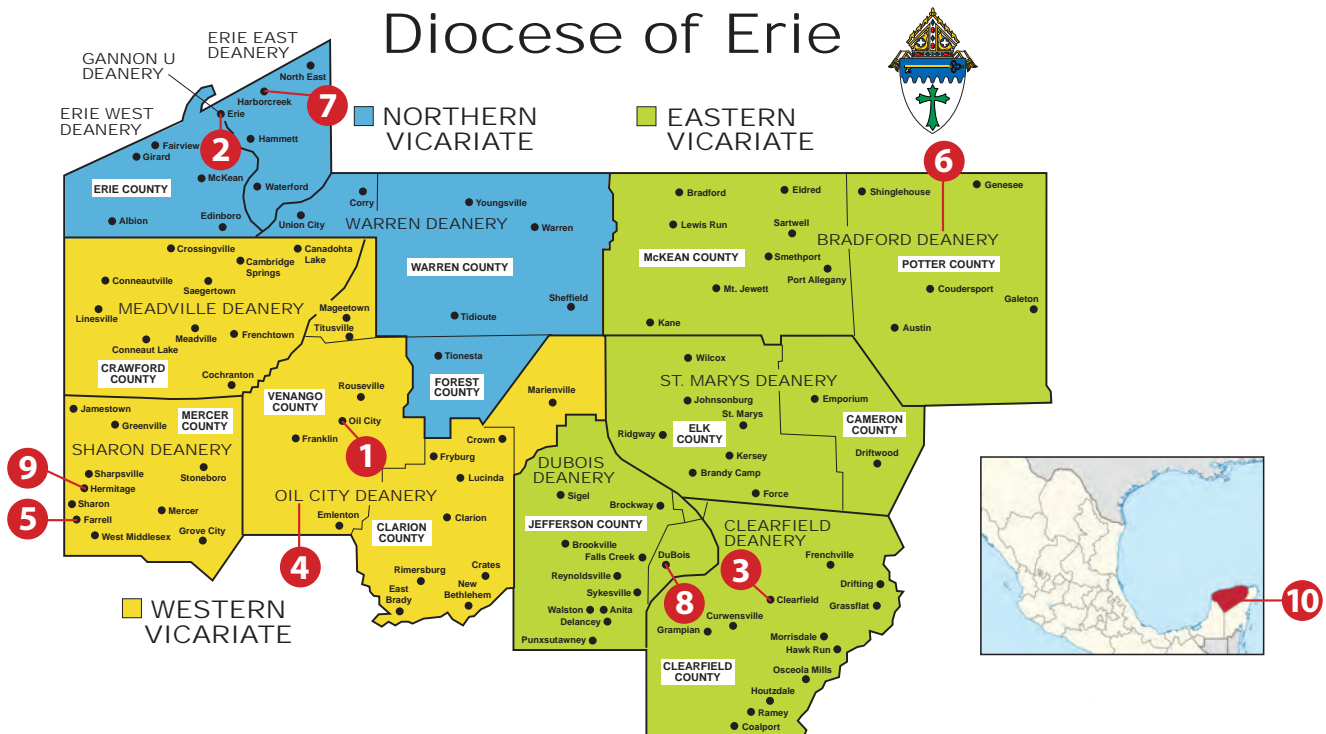 Diocese of Erie
ERIE EAST
DEANERY
GANNON U
DEANERY
ERIE WEST
DEANERY
North East
Harborcreek
7
Erie
2
Hammett
Fairview
Girard
McKean
ERIE COUNTY
Waterford
Albion
Edinboro
Union City
NORTHERN
VICARIATE
EASTERN
VICARIATE
6
Corry
Youngsville
WARREN DEANERY
Warren
WARREN COUNTY
Sheffield
Tidioute
Tionesta
FOREST
COUNTY
Bradford
Eldred
Shinglehouse
Genesee
Lewis Run
Sartwell
BRADFORD DEANERY
McKEAN COUNTY
Smethport
Port Allegany
POTTER COUNTY
Mt. Jewett
Coudersport
Galeton
Kane
Austin
Crossingville
Canadohta
Lake
Cambridge
Springs
Conneautville
Saegertown
MEADVILLE DEANERY
Linesville
Mageetown
Titusville
Meadville
Frenchtown
Conneaut Lake
CRAWFORD
COUNTY
Cochranton
Rouseville
VENANGO
COUNTY
Oil City
Franklin
1
Marienville
Jamestown
MERCER
COUNTY
Greenville
SHARON DEANERY
9
Sharpsville
Stoneboro
Hermitage
Sharon
5
Farrell
Mercer
West Middlesex
Grove City
Crown
Fryburg
Lucinda
OIL CITY DEANERY
Emlenton
4
CLARION
COUNTY
Clarion
Rimersburg
Crates
East
Brady
New
Bethlehem
WESTERN
VICARIATE
Wilcox
ST. MARYS DEANERY
Johnsonburg
Emporium
St. Marys
ELK
COUNTY
CAMERON
COUNTY
Ridgway
Kersey
Driftwood
Brandy Camp
Force
DUBOIS
DEANERY
Sigel
Brockway
JEFFERSON COUNTY
Brookville
Falls Creek
DuBois
Reynoldsville
Sykesville
8
Walston
Anita
Delancey
Punxsutawney
CLEARFIELD
DEANERY
3
Frenchville
Clearfield
Drifting
Grassflat
Curwensville
Grampian
Morrisdale
Hawk Run
CLEARFIELD
COUNTY
Osceola Mills
Houtzdale
Ramey
Coalport
10